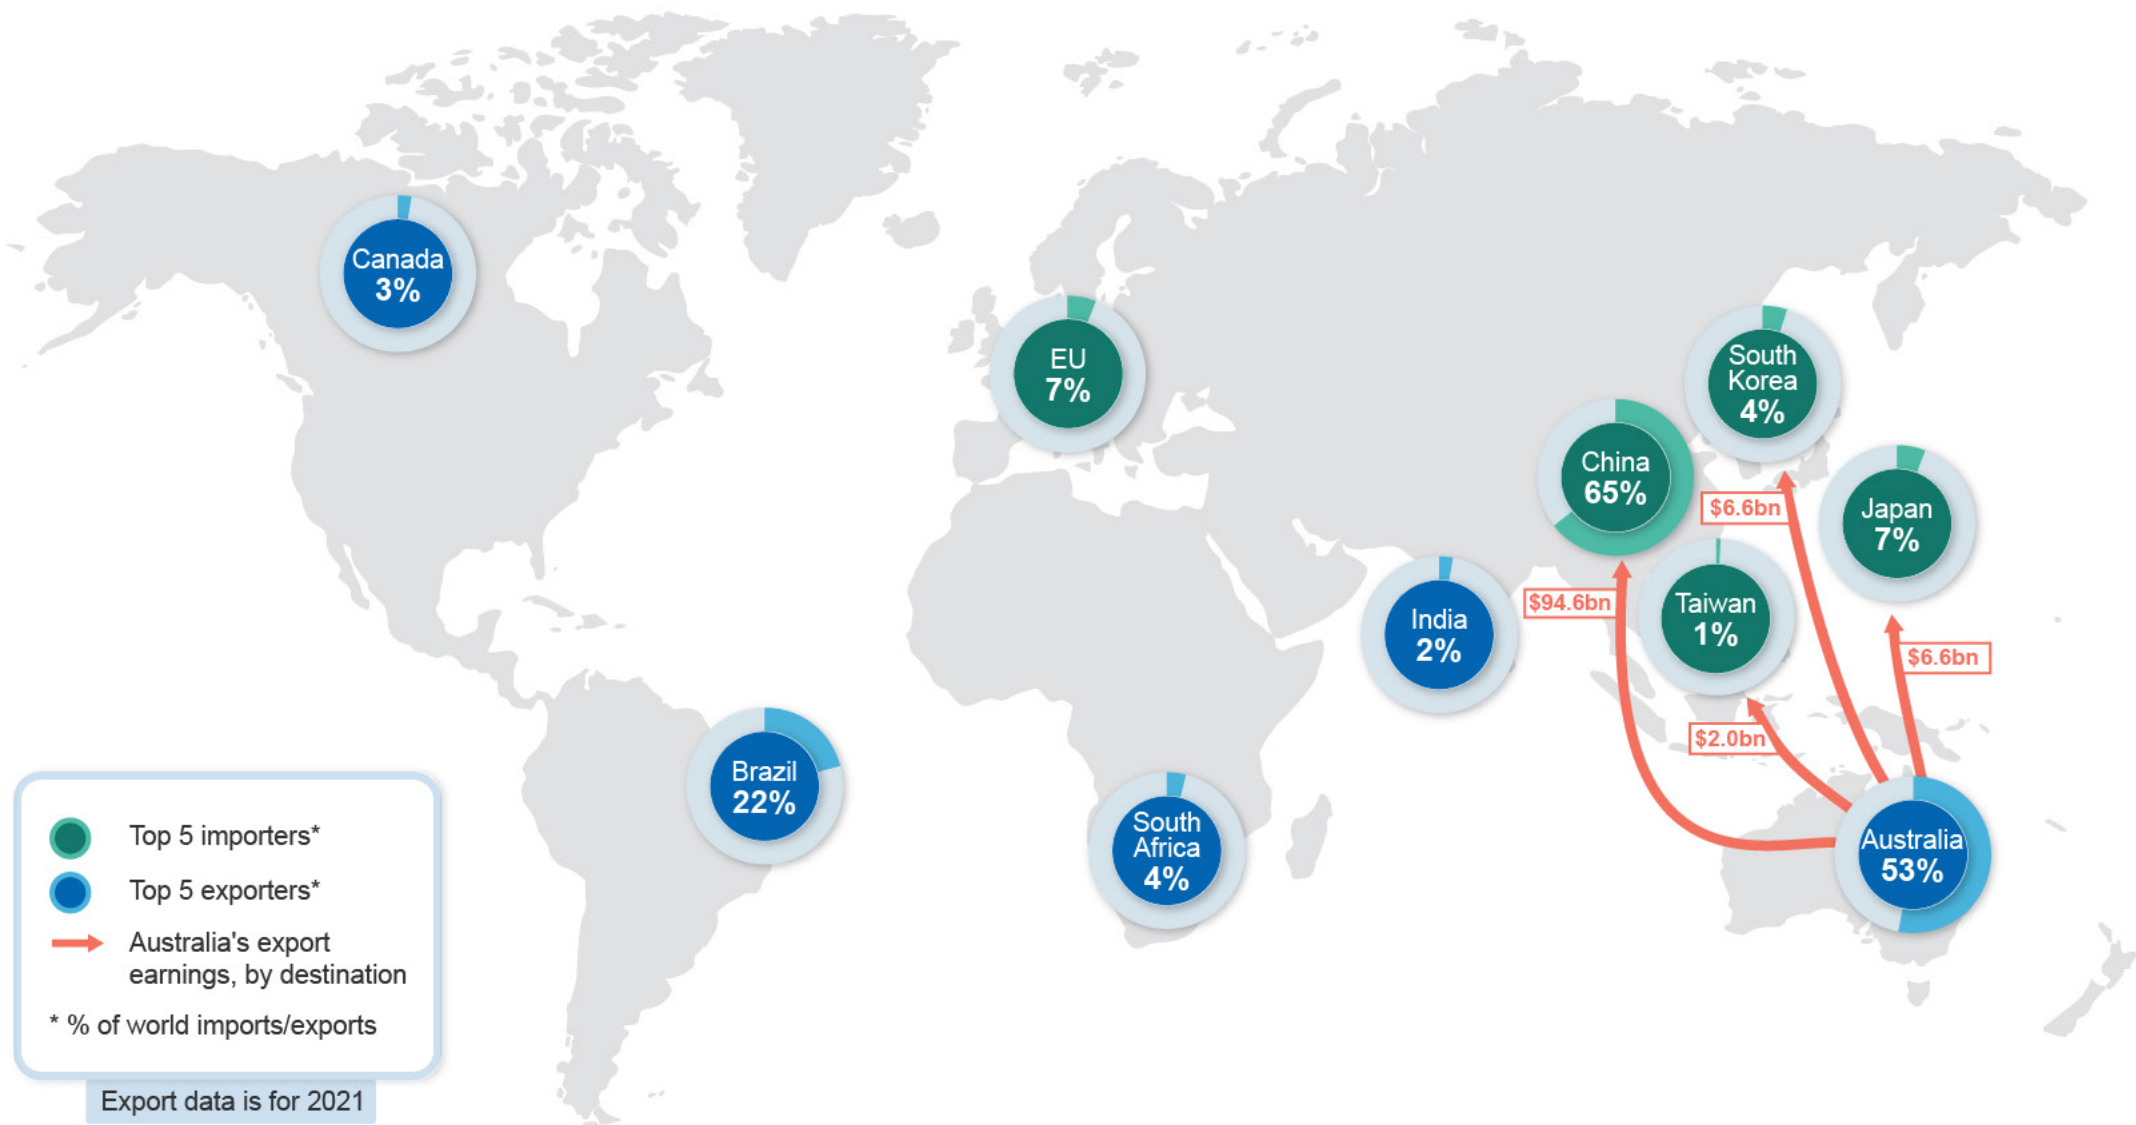 Canada
3%
EU
7%
South
Korea
4%
China
65%
$6.6bn
Japan
7%
$94.6bn
Taiwan
1%
India
2%
$6.6bn
$2.0bn
Brazil
22%
South
Africa
4%
Australia
53%
Top 5 importers*
Top 5 exporters*
Australia's export
earnings, by destination
* % of world imports/exports
Export data is for 2021